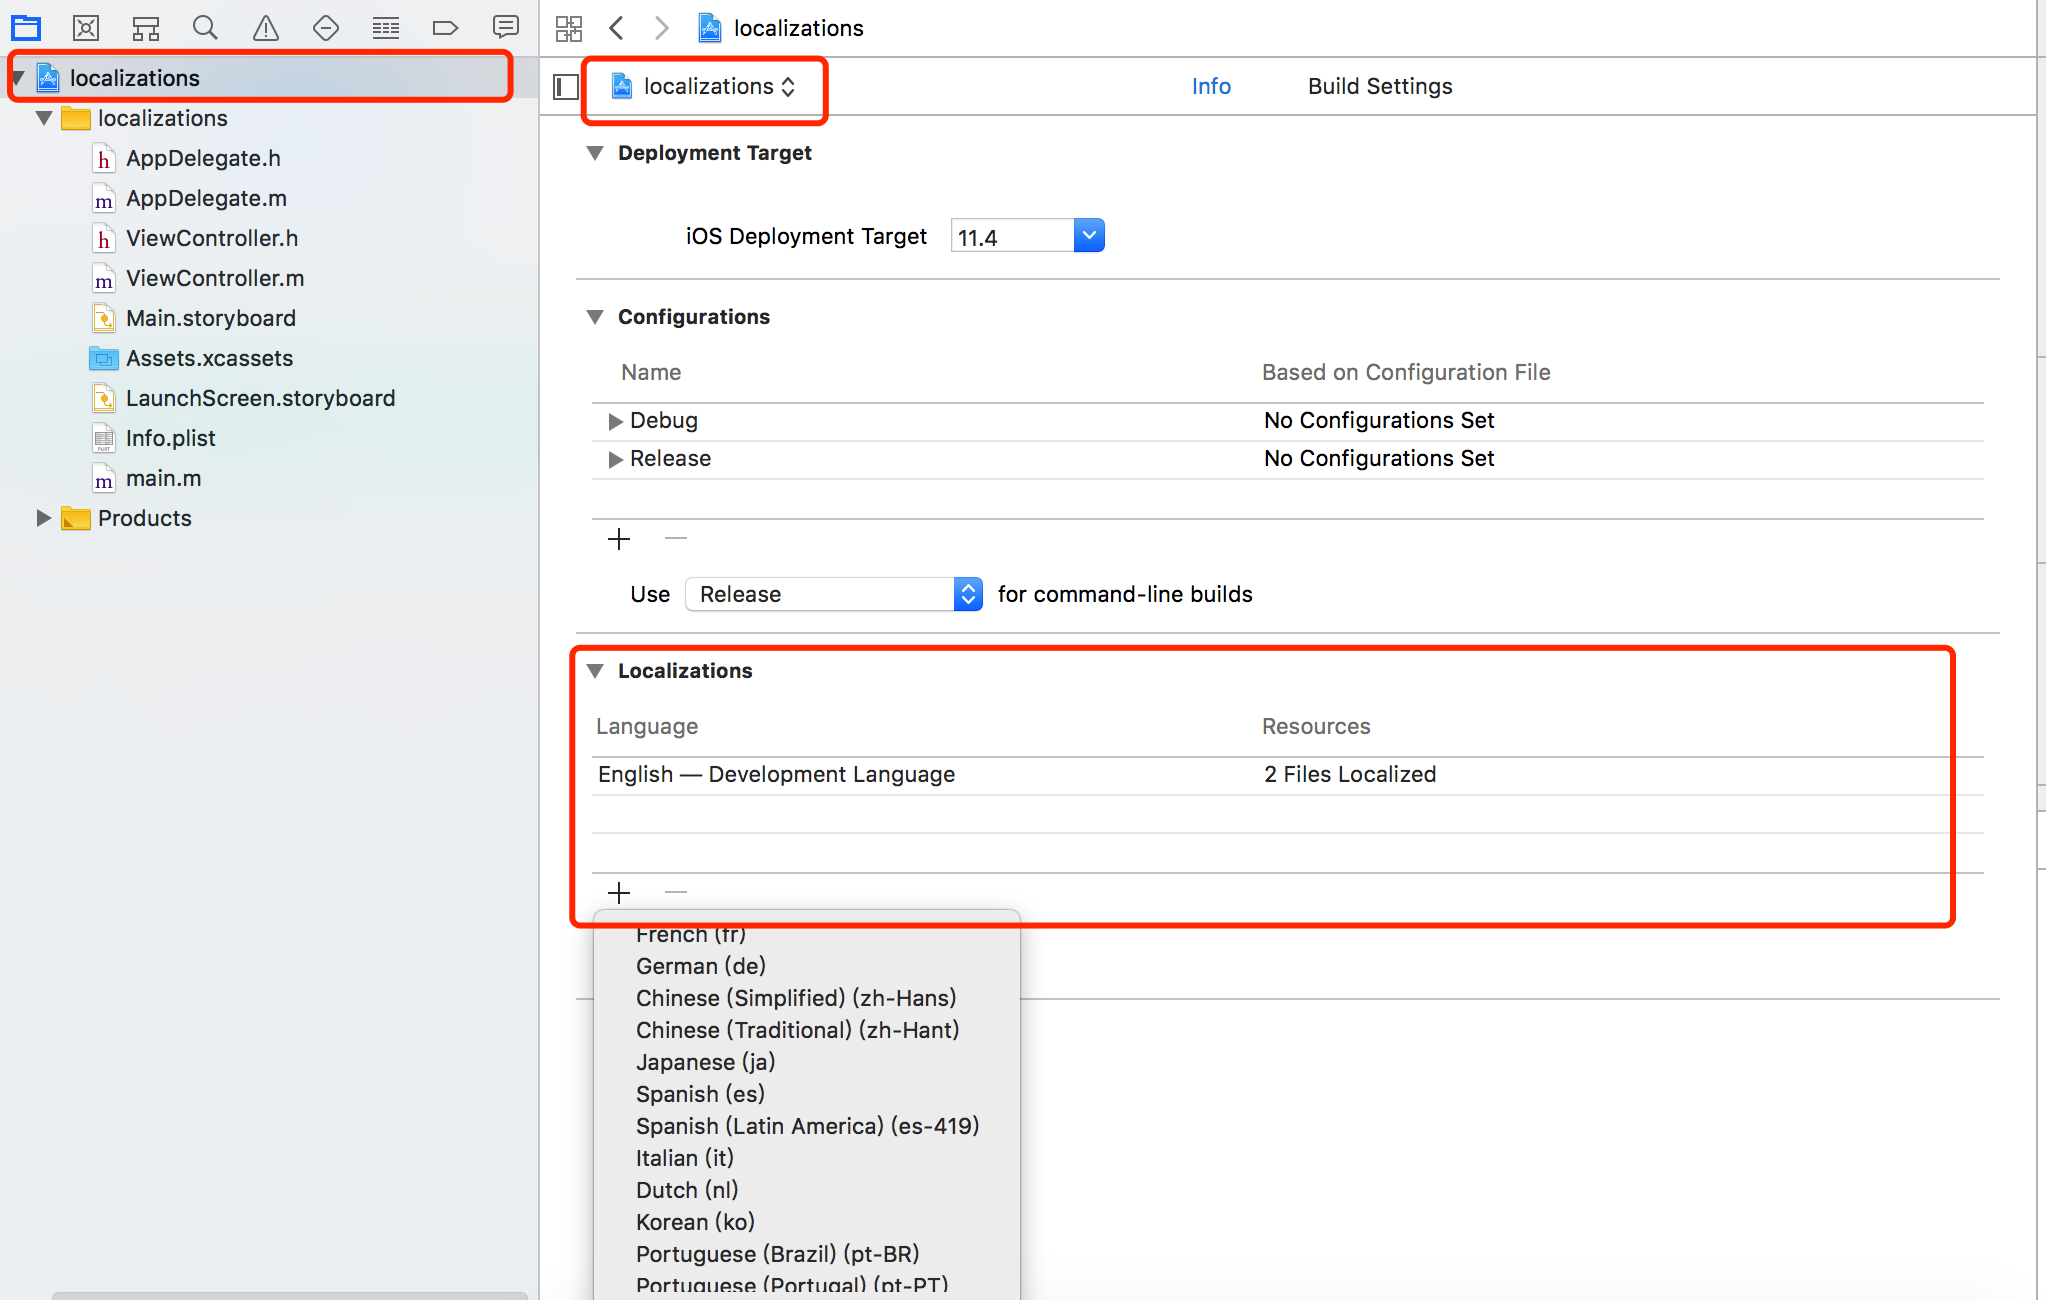 localizations
localizations
localizations
AppDelegate.h
AppDelegate.m
ViewController.h
ViewController.m
Main.storyboard
Assets.xcassets
LaunchScreen.storyboard
Info.plist
main.m
Products
localizations
Info
Build Settings
Deployment Target
iOS Deployment Target 11.4
Configurations
Name Based on Configuration File
Debug No Configurations Set
Release No Configurations Set
Use Release for command-line builds
Localizations
Language Resources
English — Development Language 2 Files Localized
French (fr)
German (de)
Chinese (Simplified) (zh-Hans)
Chinese (Traditional) (zh-Hant)
Japanese (ja)
Spanish (es)
Spanish (Latin America) (es-419)
Italian (it)
Dutch (nl)
Korean (ko)
Portuguese (Brazil) (pt-BR)
Portuguese (Portugal) (pt-PT)